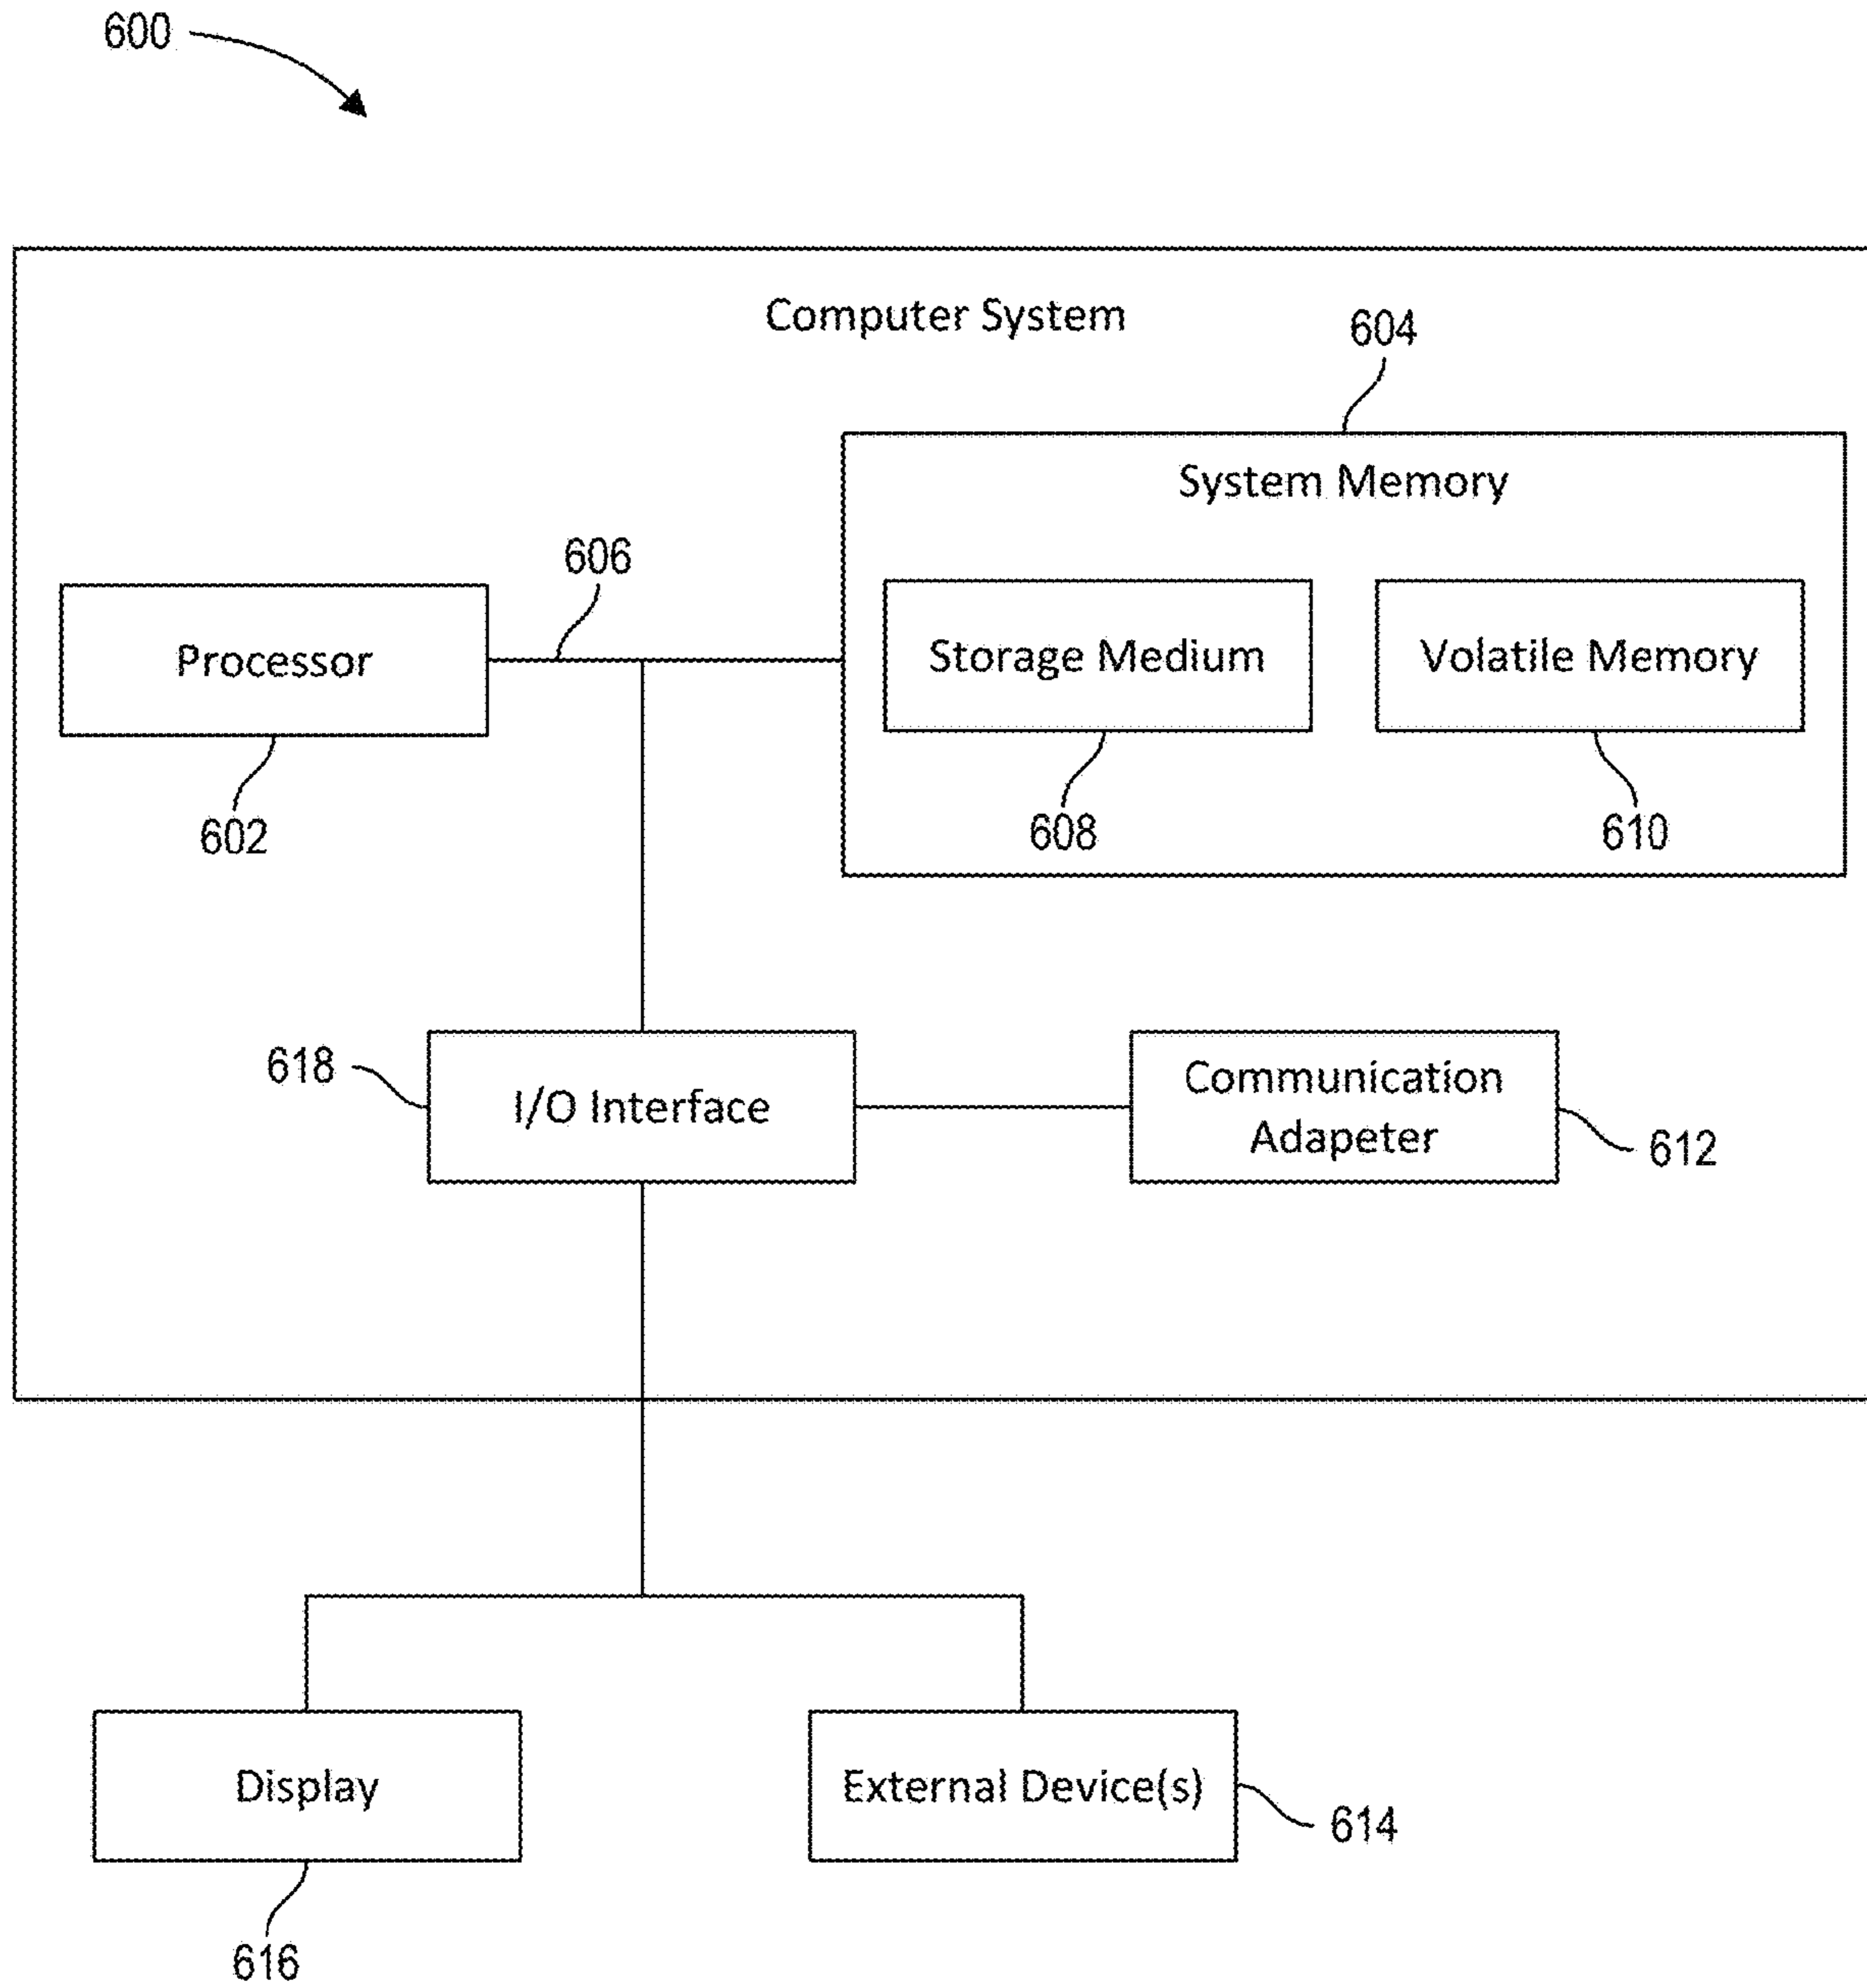 600
Computer System
604
System Memory
606
Processor
Storage Medium
Volatile Memory
602
608
610
618
I/O Interface
Communication
Adapeter
612
Display
External Device(s)
614
616